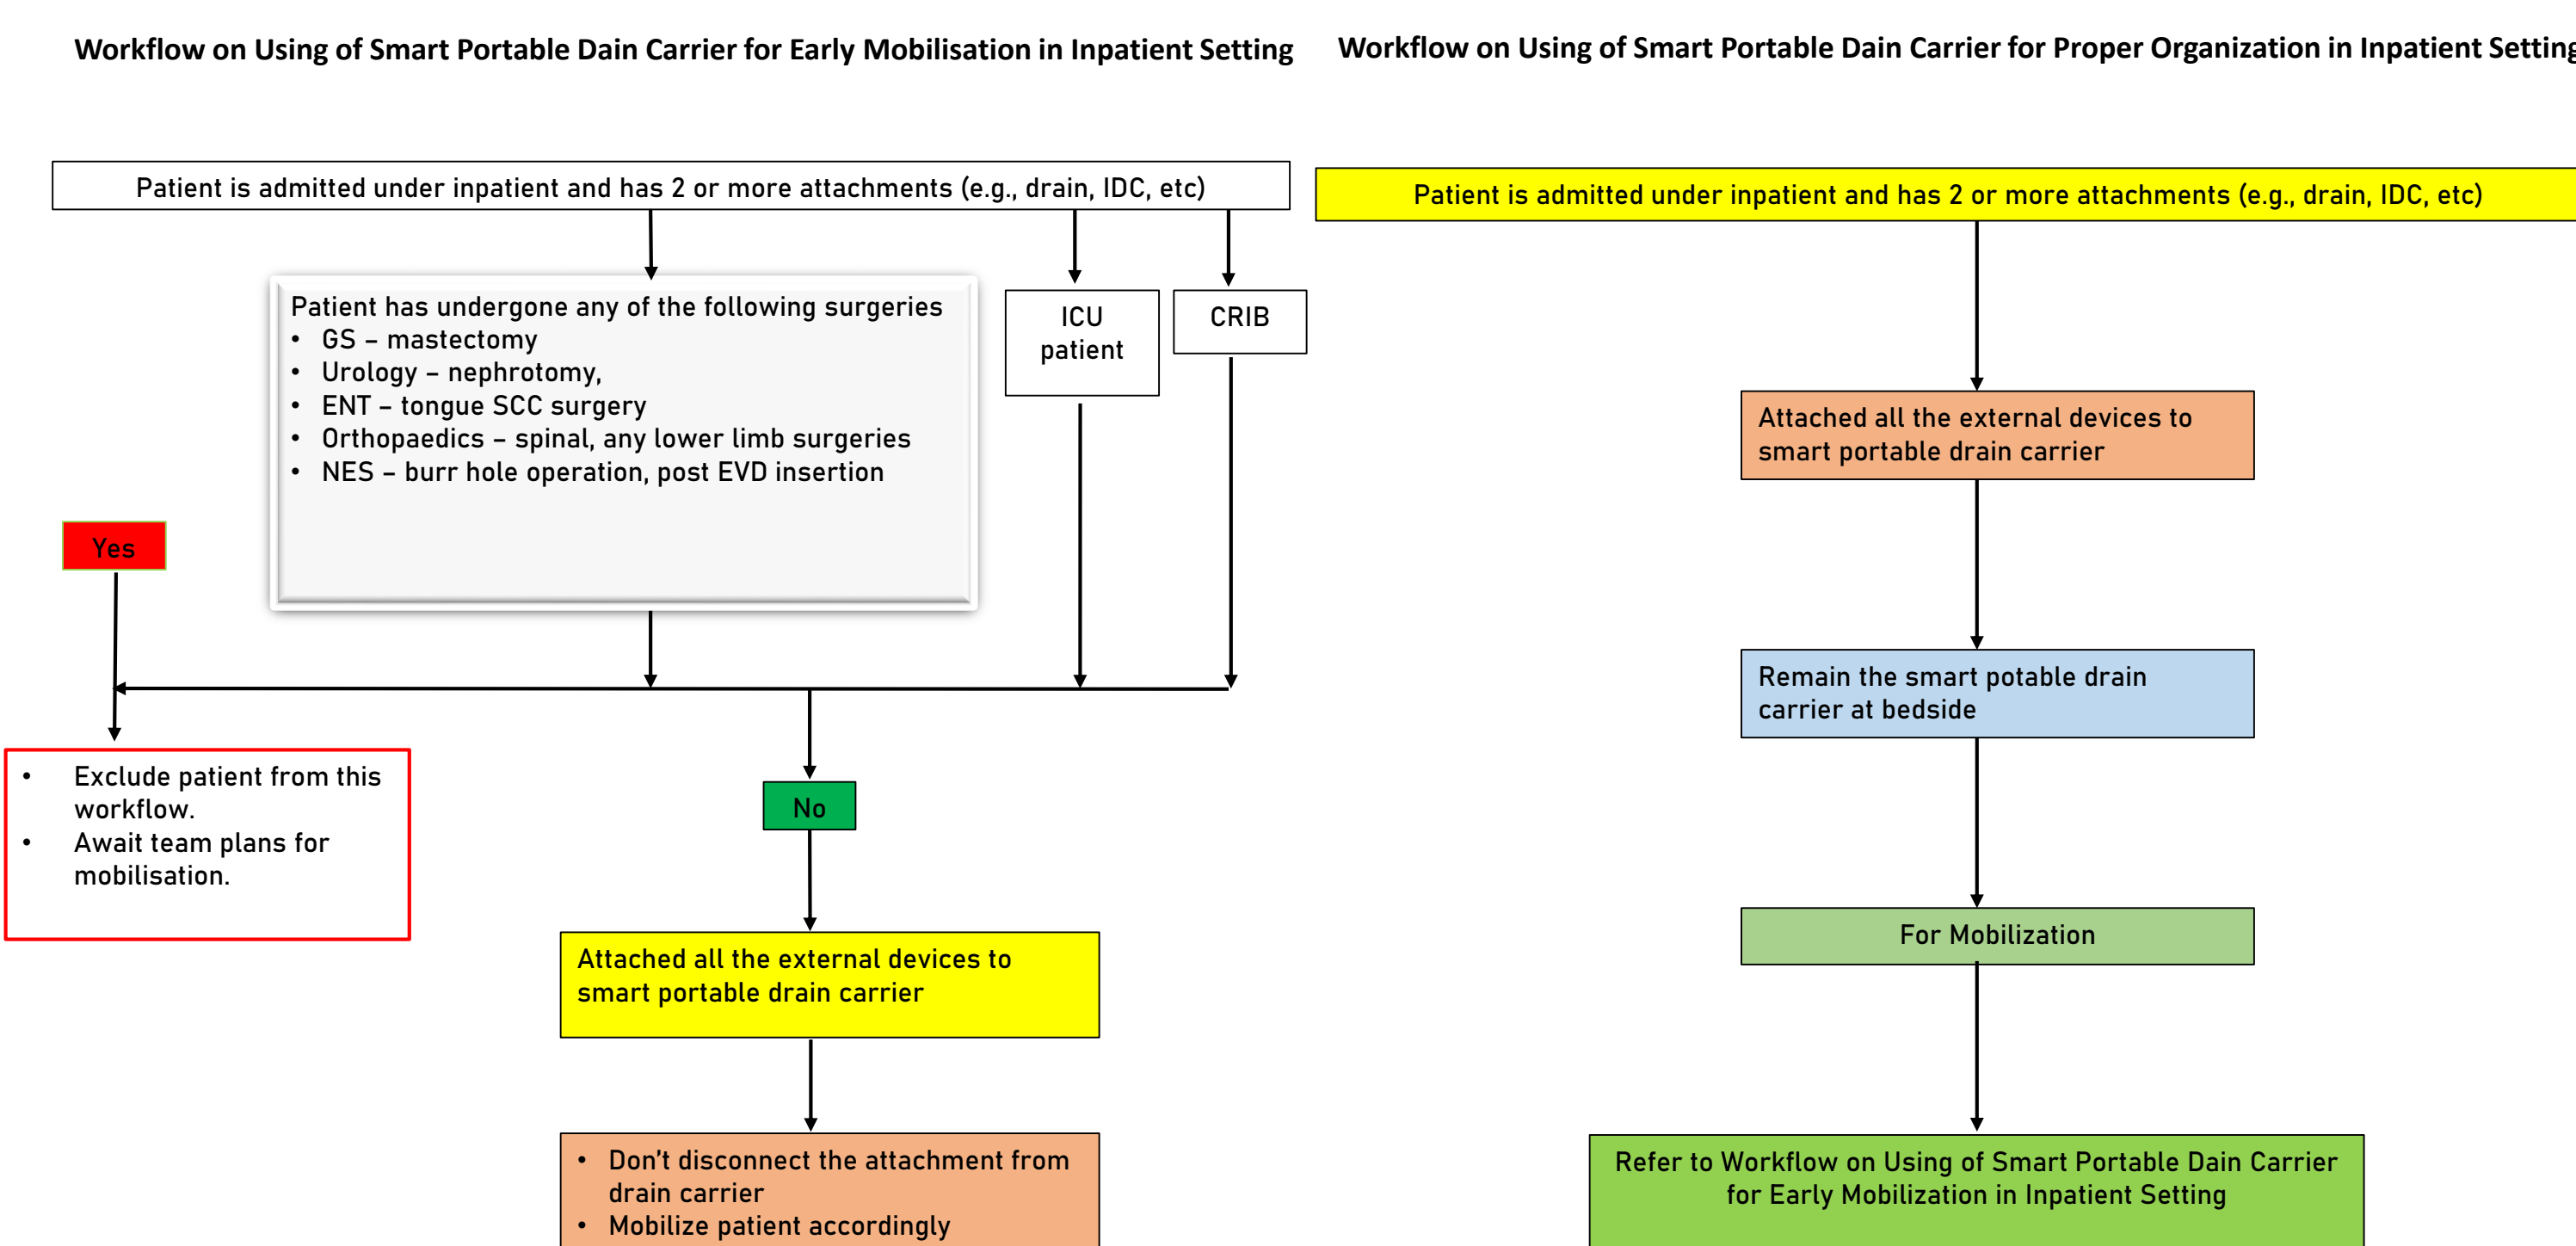 Workflow on Using of Smart Portable Dain Carrier for Early Mobilisation in Inpatient Setting
Patient is admitted under inpatient and has 2 or more attachments (e.g., drain, IDC, etc)
Patient has undergone any of the following surgeries
• GS – mastectomy
• Urology – nephrotomy,
• ENT – tongue SCC surgery
• Orthopaedics – spinal, any lower limb surgeries
• NES – burr hole operation, post EVD insertion
ICU
patient
CRIB
Yes
• Exclude patient from this
workflow.
• Await team plans for
mobilisation.
No
Attached all the external devices to
smart portable drain carrier
• Don't disconnect the attachment from
drain carrier
• Mobilize patient accordingly
Workflow on Using of Smart Portable Dain Carrier for Proper Organization in Inpatient Setting
Patient is admitted under inpatient and has 2 or more attachments (e.g., drain, IDC, etc)
Attached all the external devices to
smart portable drain carrier
Remain the smart potable drain
carrier at bedside
For Mobilization
Refer to Workflow on Using of Smart Portable Dain Carrier
for Early Mobilization in Inpatient Setting